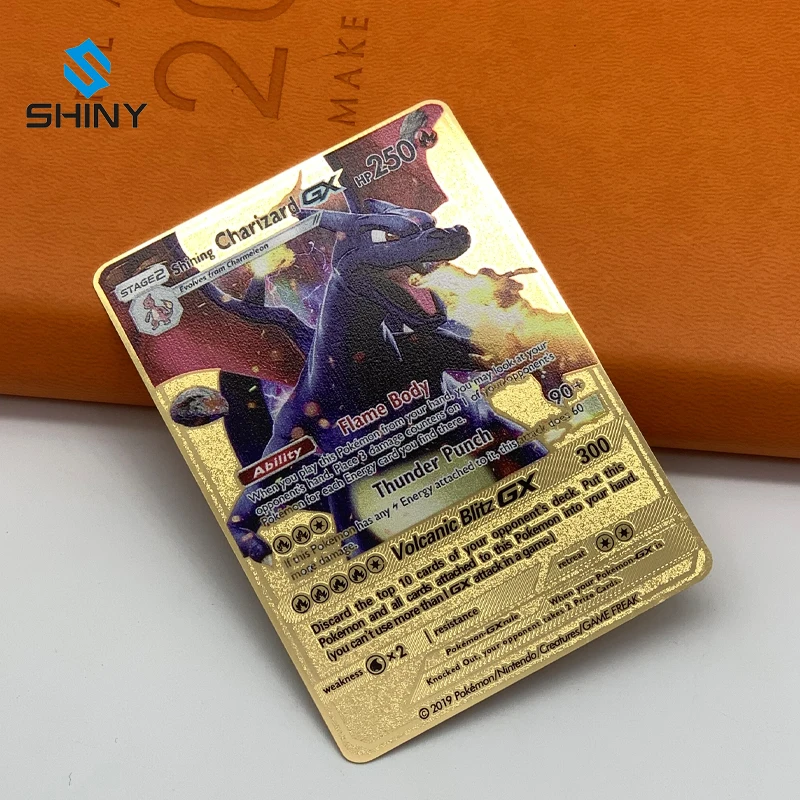 SHINY
20
MAKE
STAGE2
Shining Charizard GX
HP250
Evolves from Charmeleon
Ability
Flame Body
When you play this Pokémon from your hand, you may look at your
opponent's hand. Place 3 damage counters on 1 of your opponent's
Pokémon for each Energy card you find there.
Thunder Punch
90+
If this Pokémon has any Energy attached to it, this attack does 60
more damage.
Volcanic Blitz GX
300
Discard the top 10 cards of your opponent's deck. Put this
Pokémon and all cards attached to this Pokémon into your hand.
(you can't use more than 1 GX attack in a game)
weakness ×2
resistance
retreat
Pokémon-GX rule
When your Pokémon-GX is
Knocked Out, your opponent takes 2 Prize Cards.
© 2019 Pokémon/Nintendo/Creatures/GAME FREAK